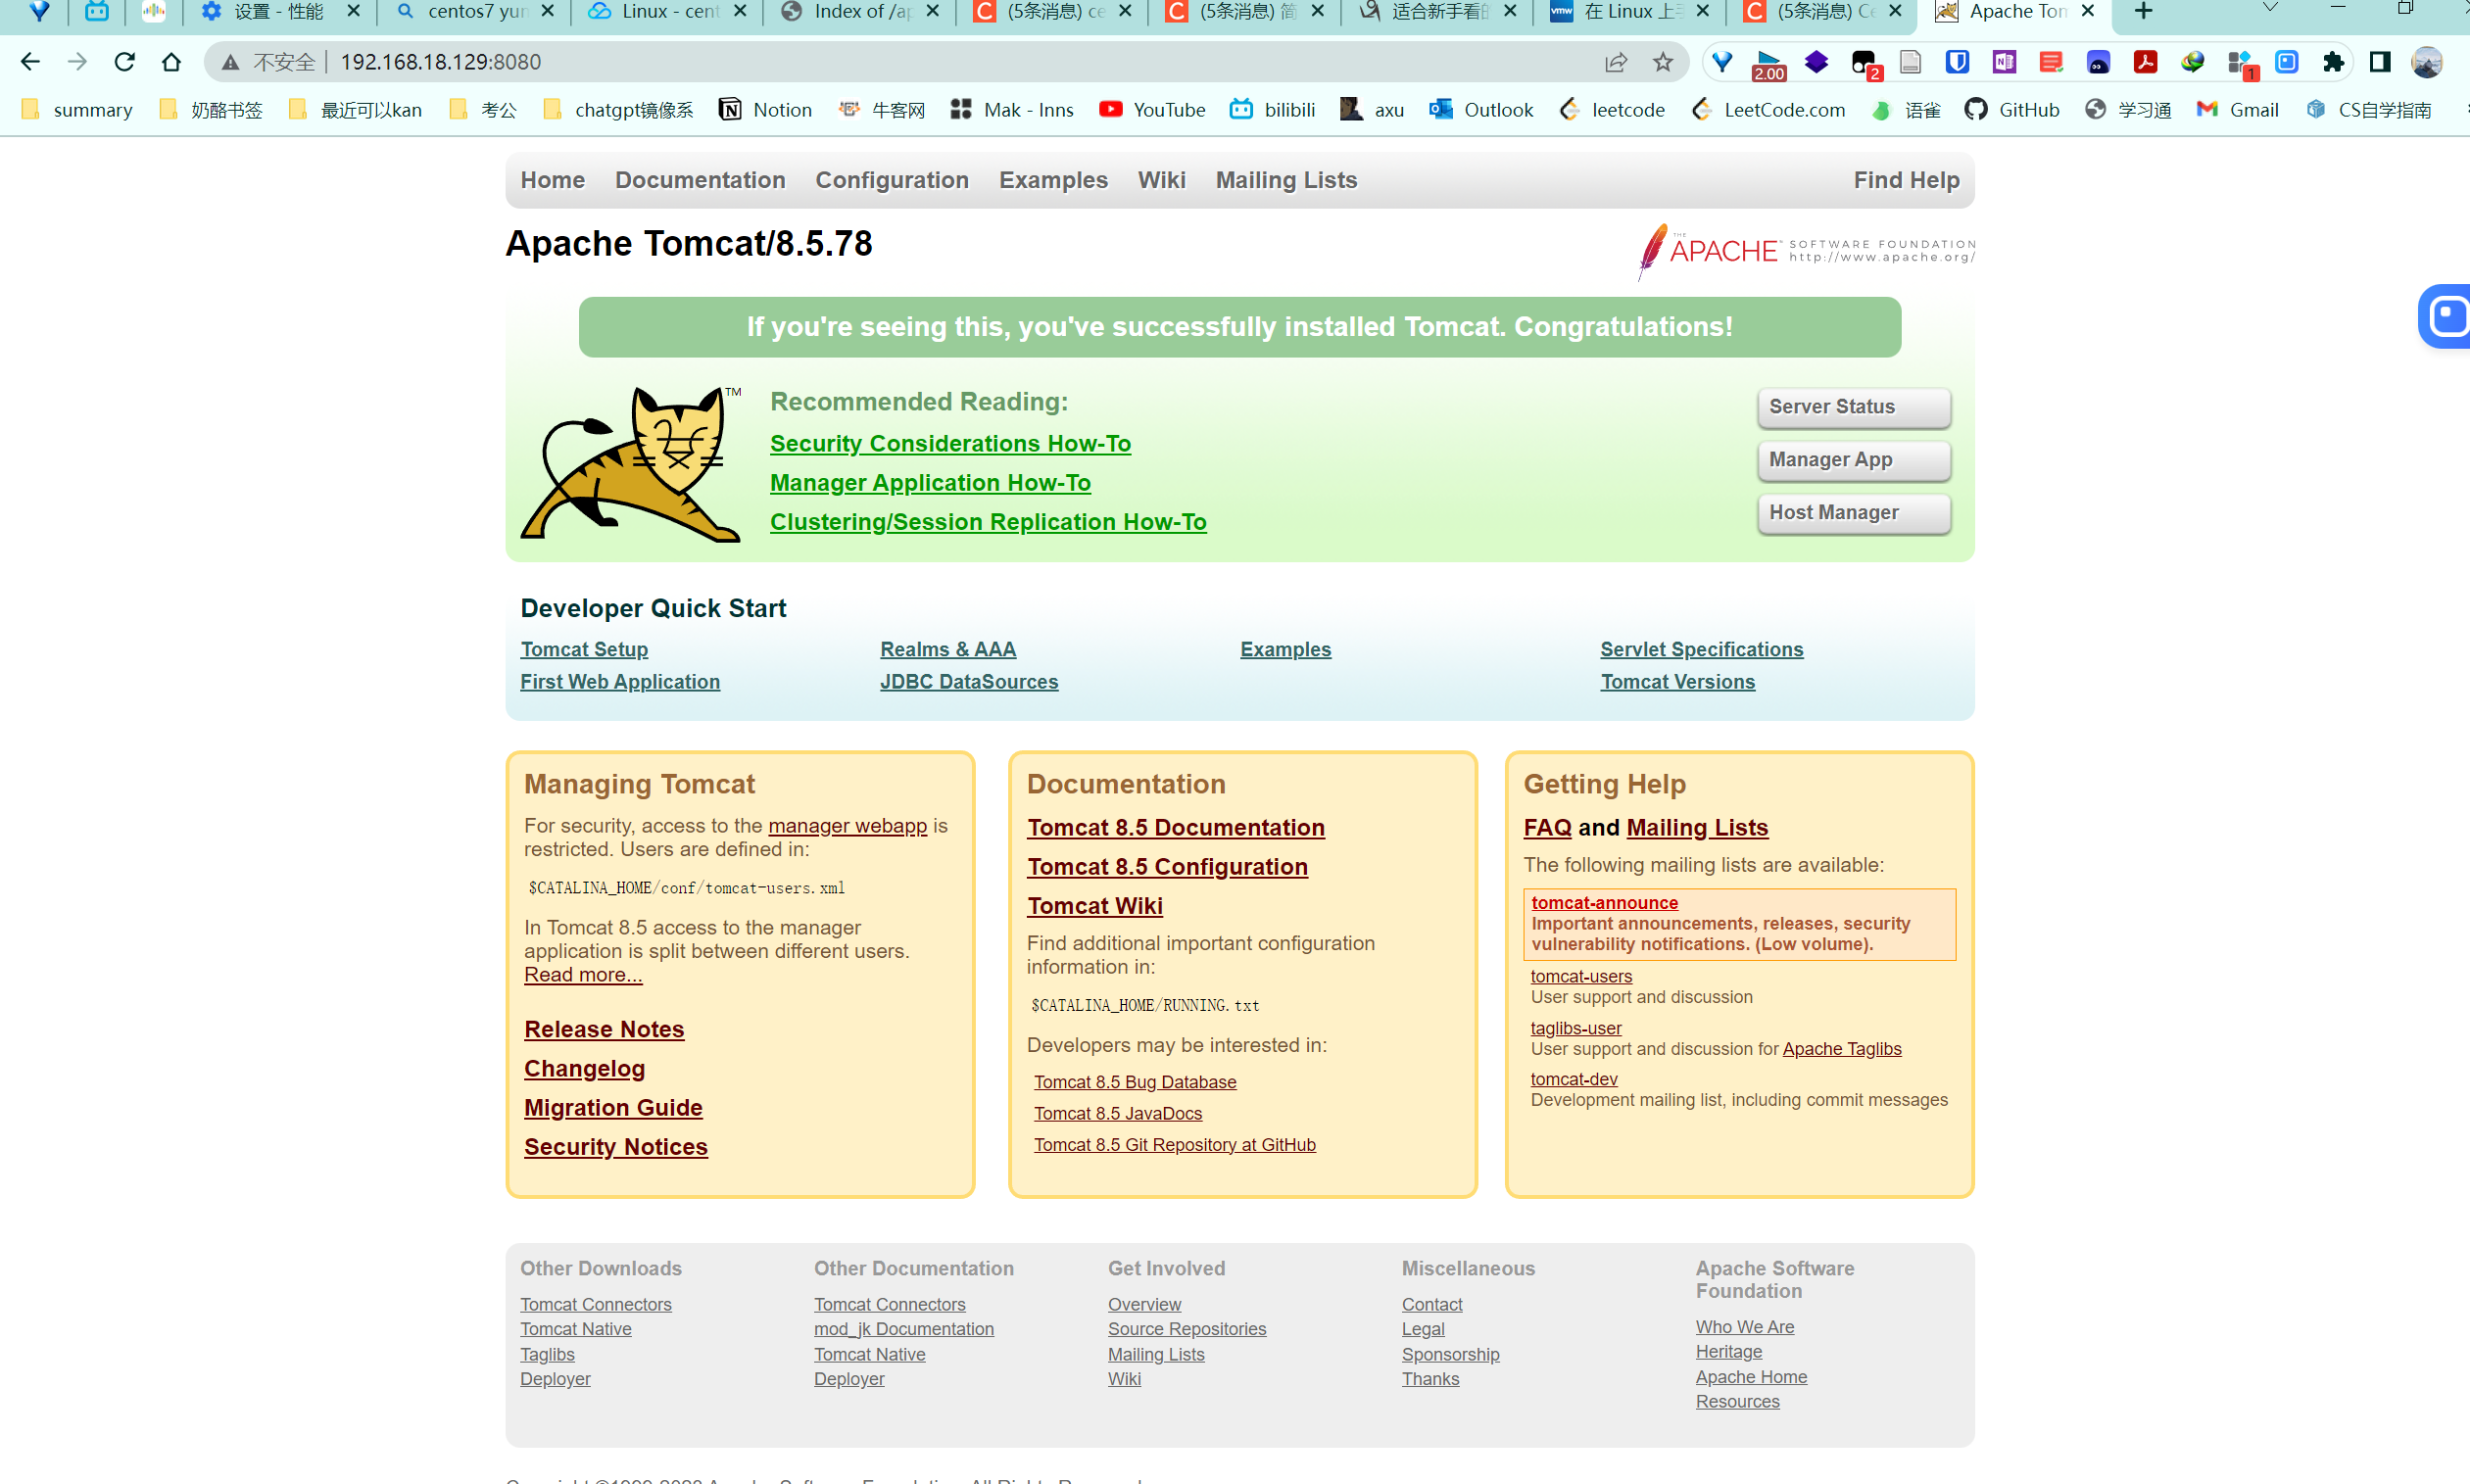 设置 - 性能
centos7 yun
Linux - cent
Index of /ap
(5条消息) ce
(5条消息) 简
适合新手看的
vmw
在 Linux 上手
(5条消息) Ce
Apache Tom
不安全 192.168.18.129:8080
2.00
2
1
summary
奶酪书签
最近可以kan
考公
chatgpt镜像系
Notion
牛客网
Mak - Inns
YouTube
bilibili
axu
Outlook
leetcode
LeetCode.com
语雀
GitHub
学习通
Gmail
CS自学指南
Home Documentation Configuration Examples Wiki Mailing Lists Find Help
Apache Tomcat/8.5.78
THE APACHE™ SOFTWARE FOUNDATION
http://www.apache.org/
If you're seeing this, you've successfully installed Tomcat. Congratulations!
TM
Recommended Reading:
Security Considerations How-To
Manager Application How-To
Clustering/Session Replication How-To
Server Status
Manager App
Host Manager
Developer Quick Start
Tomcat Setup
First Web Application
Realms & AAA
JDBC DataSources
Examples
Servlet Specifications
Tomcat Versions
Managing Tomcat
For security, access to the manager webapp is
restricted. Users are defined in:
$CATALINA_HOME/conf/tomcat-users.xml
In Tomcat 8.5 access to the manager
application is split between different users.
Read more...
Release Notes
Changelog
Migration Guide
Security Notices
Documentation
Tomcat 8.5 Documentation
Tomcat 8.5 Configuration
Tomcat Wiki
Find additional important configuration
information in:
$CATALINA_HOME/RUNNING.txt
Developers may be interested in:
Tomcat 8.5 Bug Database
Tomcat 8.5 JavaDocs
Tomcat 8.5 Git Repository at GitHub
Getting Help
FAQ and Mailing Lists
The following mailing lists are available:
tomcat-announce
Important announcements, releases, security
vulnerability notifications. (Low volume).
tomcat-users
User support and discussion
taglibs-user
User support and discussion for Apache Taglibs
tomcat-dev
Development mailing list, including commit messages
Other Downloads
Tomcat Connectors
Tomcat Native
Taglibs
Deployer
Other Documentation
Tomcat Connectors
mod_jk Documentation
Tomcat Native
Deployer
Get Involved
Overview
Source Repositories
Mailing Lists
Wiki
Miscellaneous
Contact
Legal
Sponsorship
Thanks
Apache Software
Foundation
Who We Are
Heritage
Apache Home
Resources